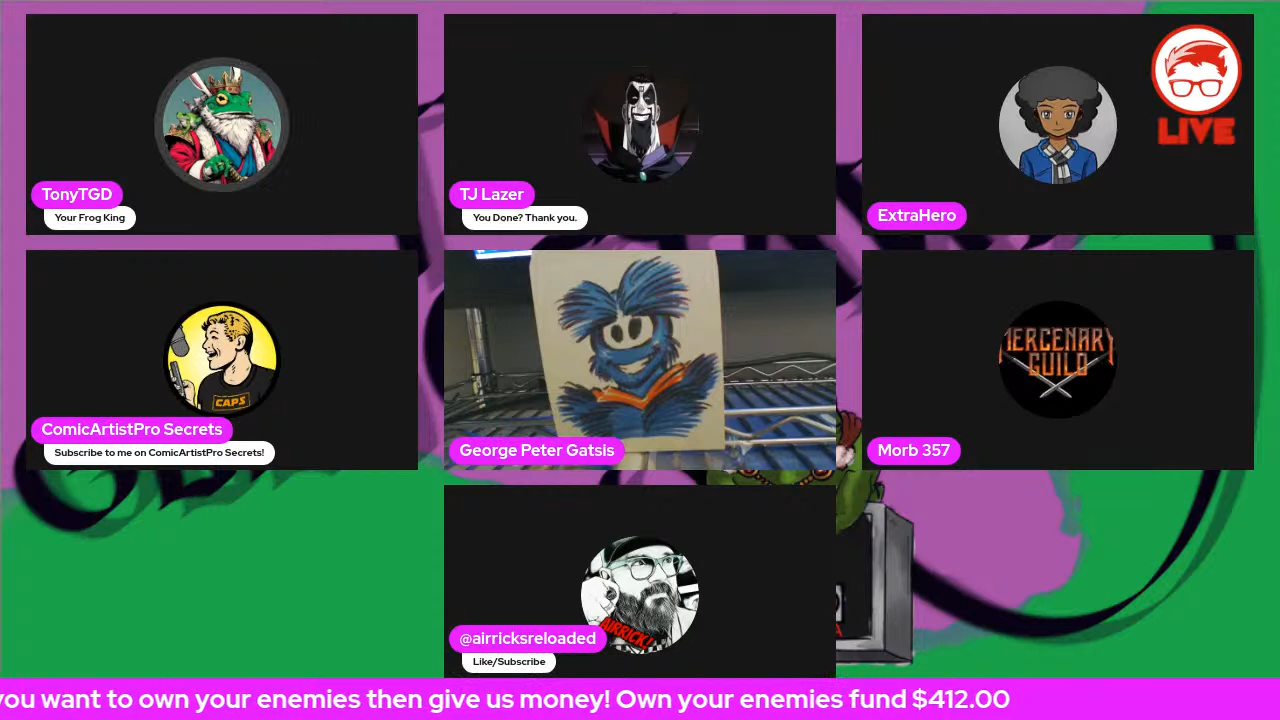 LIVE
TonyTGD
Your Frog King
TJ Lazer
You Done? Thank you.
ExtraHero
CAPS
ComicArtistPro Secrets
Subscribe to me on ComicArtistPro Secrets!
George Peter Gatsis
MERCENARY
GUILD
Morb 357
AIRRICK!
@airricksreloaded
Like/Subscribe
you want to own your enemies then give us money! Own your enemies fund $412.00